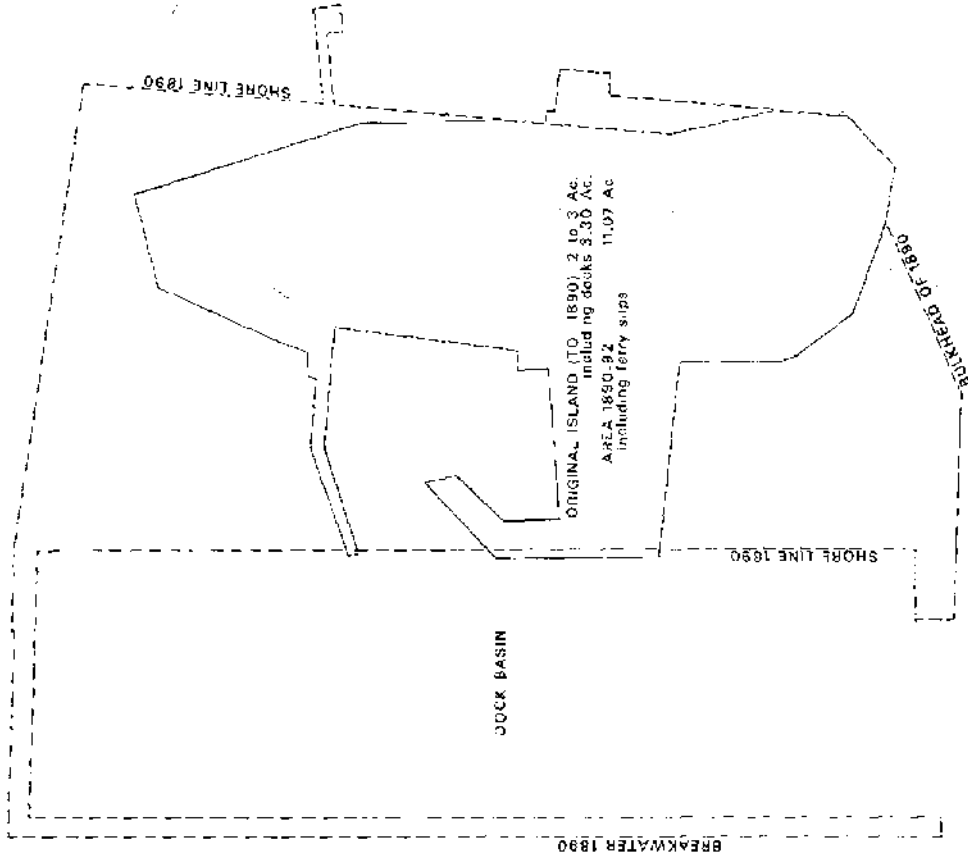 SHORE LINE 1890
ORIGINAL ISLAND (TO 1890) 2 to 3 Ac.
including docks 3.30 Ac.
AREA 1890-92 11.07 Ac
including ferry slips
BULKHEAD OF 1890
SHORE LINE 1890
DOCK BASIN
BREAKWATER 1890